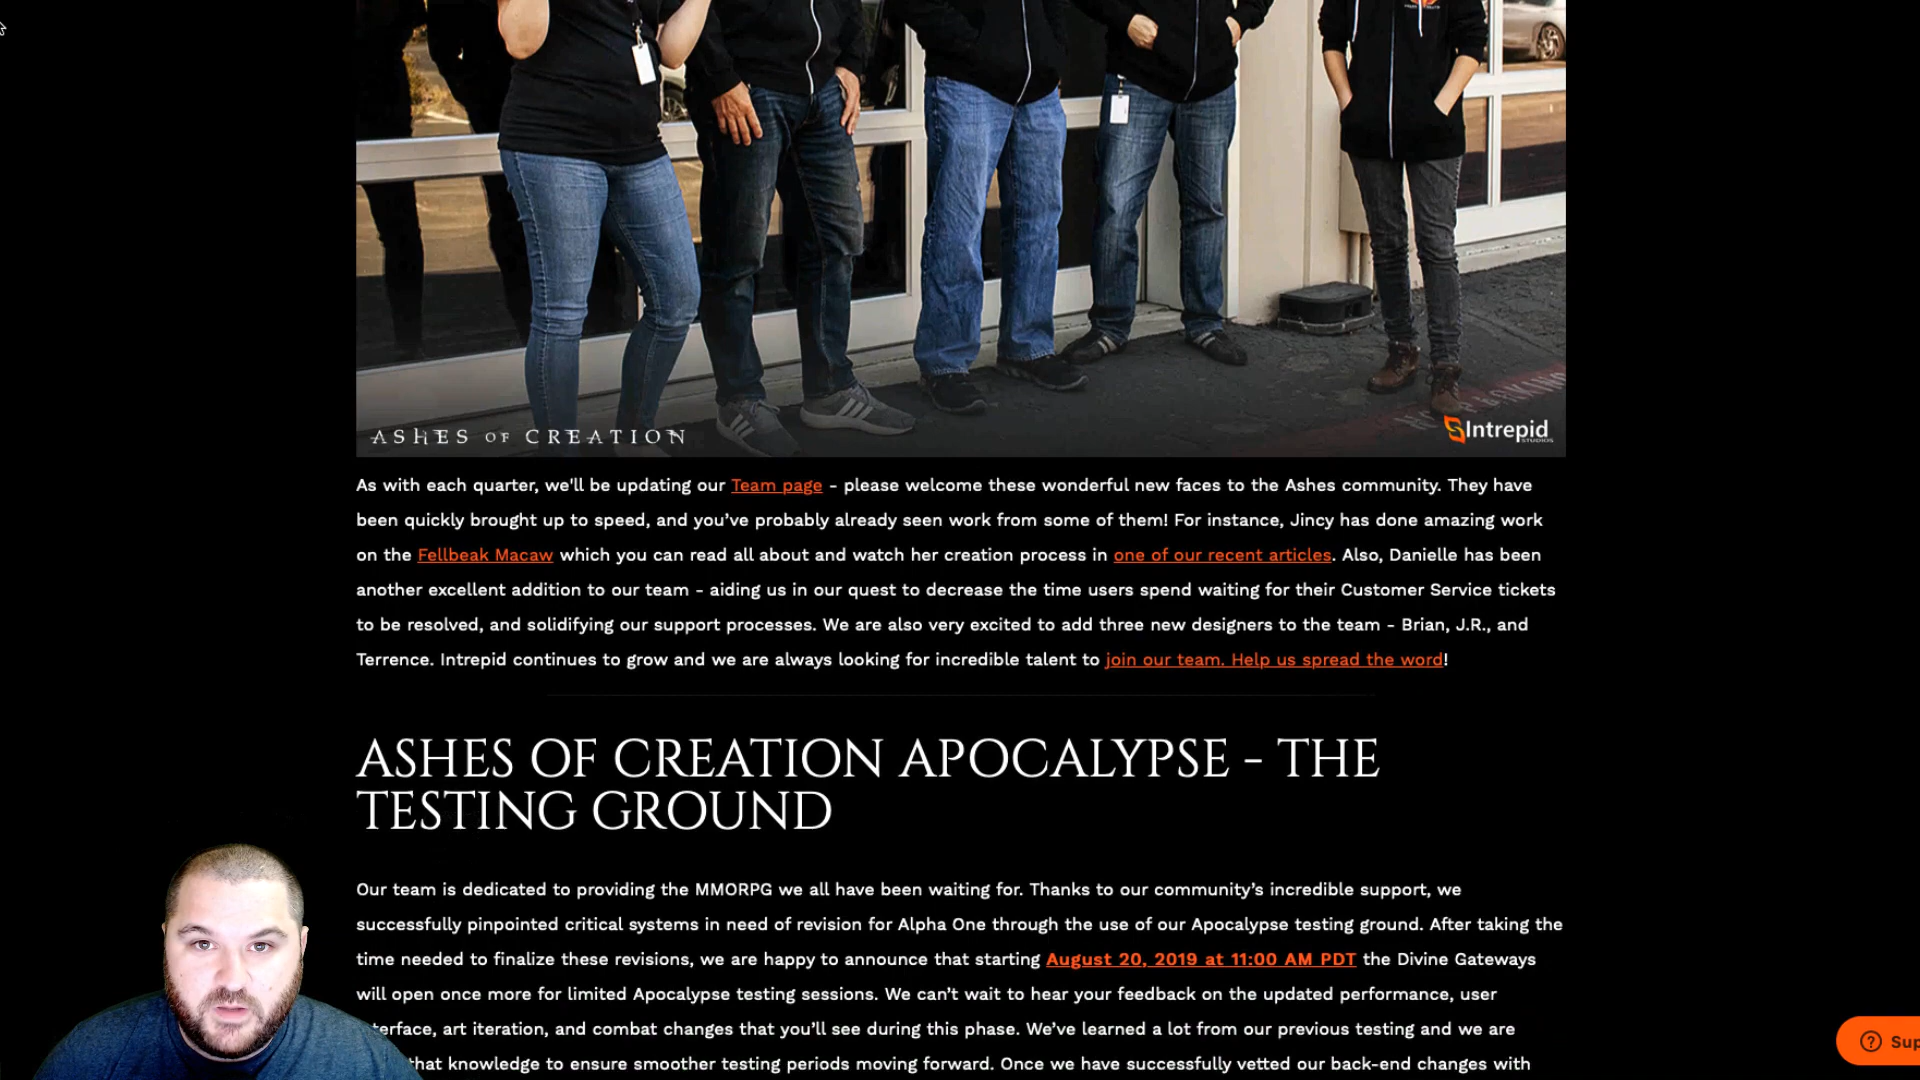 ASHES OF CREATION
Intrepid
STUDIOS
As with each quarter, we'll be updating our Team page - please welcome these wonderful new faces to the Ashes community. They have
been quickly brought up to speed, and you've probably already seen work from some of them! For instance, Jincy has done amazing work
on the Fellbeak Macaw which you can read all about and watch her creation process in one of our recent articles. Also, Danielle has been
another excellent addition to our team - aiding us in our quest to decrease the time users spend waiting for their Customer Service tickets
to be resolved, and solidifying our support processes. We are also very excited to add three new designers to the team - Brian, J.R., and
Terrence. Intrepid continues to grow and we are always looking for incredible talent to join our team. Help us spread the word!
ASHES OF CREATION APOCALYPSE - THE
TESTING GROUND
Our team is dedicated to providing the MMORPG we all have been waiting for. Thanks to our community's incredible support, we
successfully pinpointed critical systems in need of revision for Alpha One through the use of our Apocalypse testing ground. After taking the
time needed to finalize these revisions, we are happy to announce that starting August 20, 2019 at 11:00 AM PDT the Divine Gateways
will open once more for limited Apocalypse testing sessions. We can't wait to hear your feedback on the updated performance, user
terface, art iteration, and combat changes that you'll see during this phase. We've learned a lot from our previous testing and we are
that knowledge to ensure smoother testing periods moving forward. Once we have successfully vetted our back-end changes with
Sup